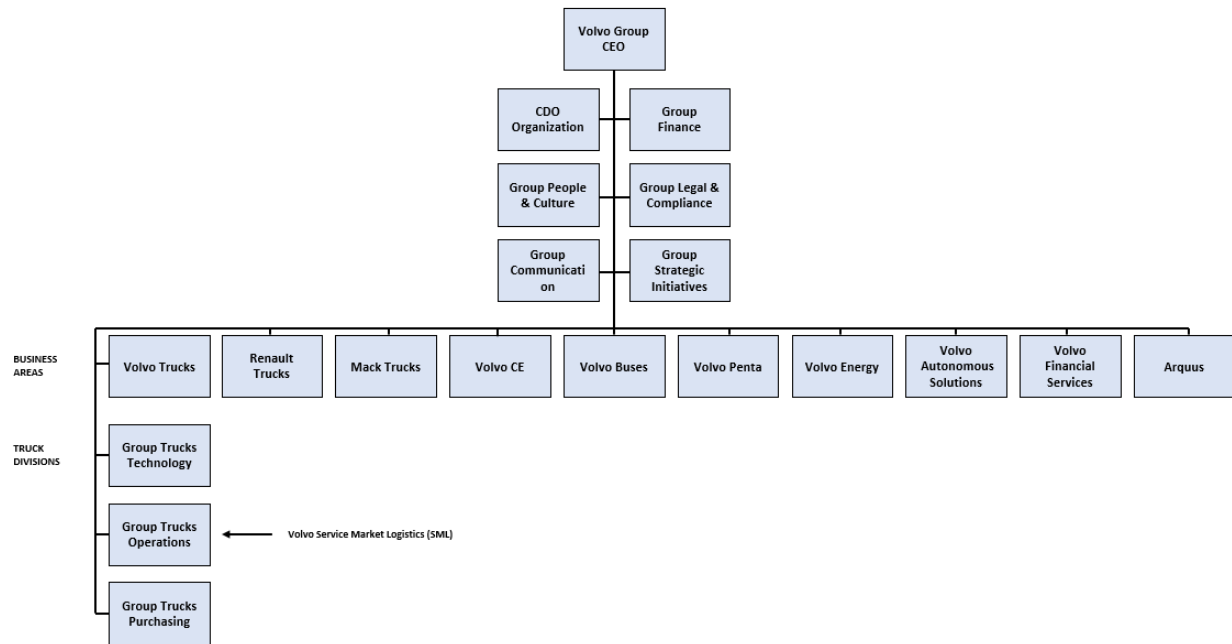 Volvo Group
CEO
CDO
Organization
Group
Finance
Group People
& Culture
Group Legal &
Compliance
Group
Communicati
on
Group
Strategic
Initiatives
BUSINESS
AREAS
Volvo Trucks
Renault
Trucks
Mack Trucks
Volvo CE
Volvo Buses
Volvo Penta
Volvo Energy
Volvo
Autonomous
Solutions
Volvo
Financial
Services
Arquus
TRUCK
DIVISIONS
Group Trucks
Technology
Group Trucks
Operations
Volvo Service Market Logistics (SML)
Group Trucks
Purchasing